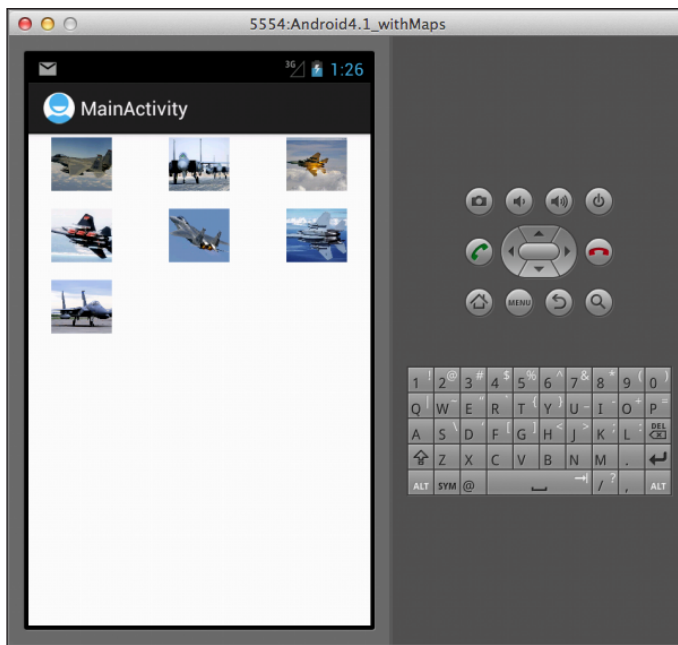 5554:Android4.1_withMaps
3G 1:26
MainActivity
MENU
1 ! 2 @ 3 # 4 $ 5 % 6 ^ 7 & 8 * 9 ( 0 )
Q | W ~ E " R ` T { Y } U _ I - O + P =
A S \ D ' F [ G ] H < J > K ; L : DEL
Z X C V B N M .
ALT SYM @ / ? , ALT